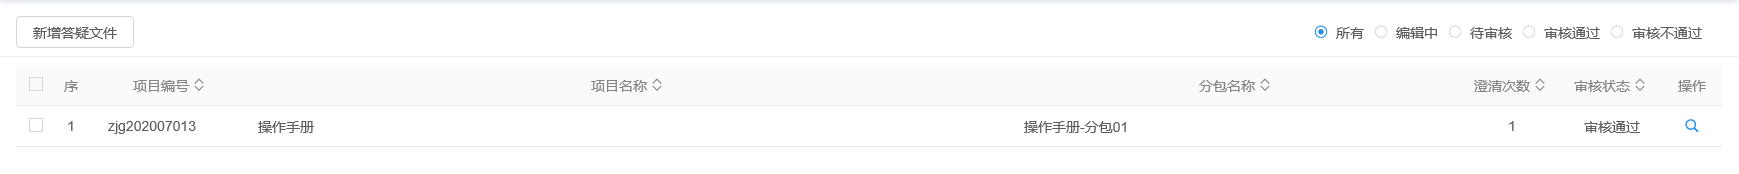 新增答疑文件 所有 编辑中 待审核 审核通过 审核不通过
序 项目编号 项目名称 分包名称 澄清次数 审核状态 操作
1 zjg202007013 操作手册 操作手册-分包01 1 审核通过